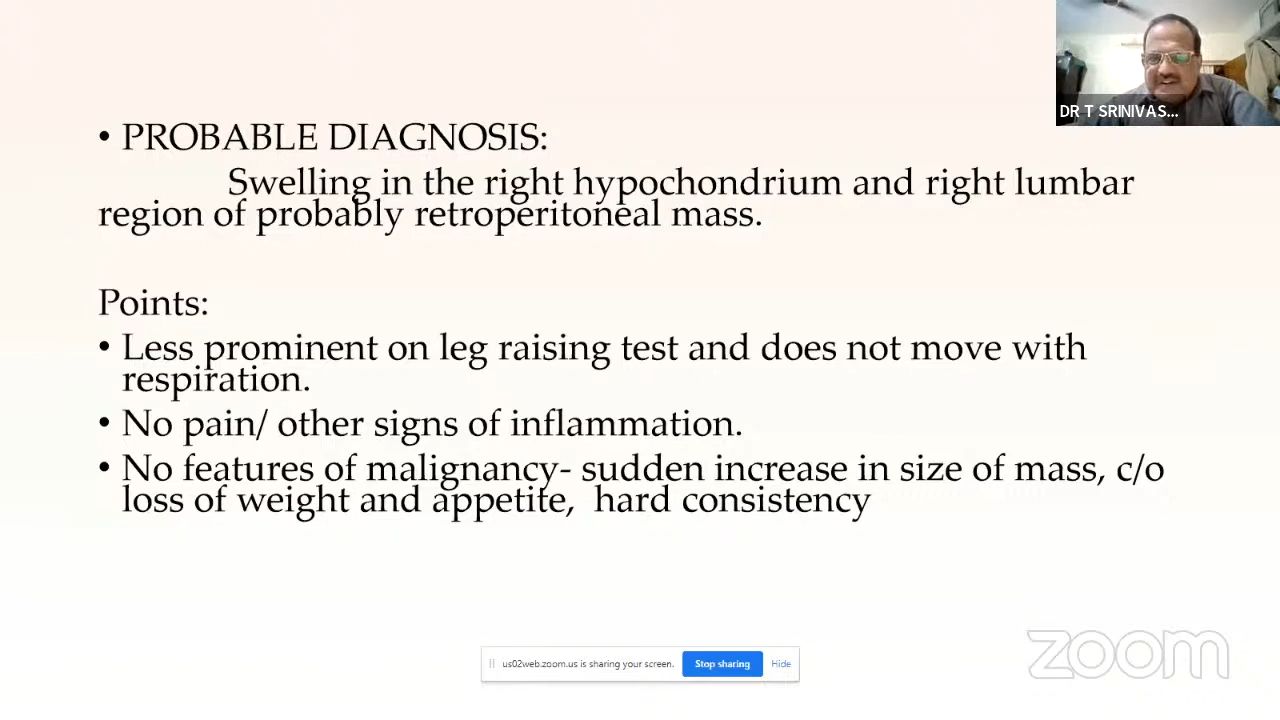 DR T SRINIVAS...
• PROBABLE DIAGNOSIS:
Swelling in the right hypochondrium and right lumbar
region of probably retroperitoneal mass.
Points:
• Less prominent on leg raising test and does not move with
respiration.
• No pain/ other signs of inflammation.
• No features of malignancy- sudden increase in size of mass, c/o
loss of weight and appetite,  hard consistency
us02web.zoom.us is sharing your screen. Stop sharing Hide
zoom